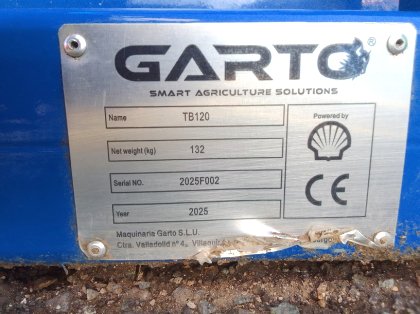 GARTO®
SMART AGRICULTURE SOLUTIONS
Name TB120
Net weight (kg) 132
Serial NO. 2025F002
Year 2025
Powered by
CE
Maquinaria Garto S.L.U.
Ctra. Valladolid nº 4,